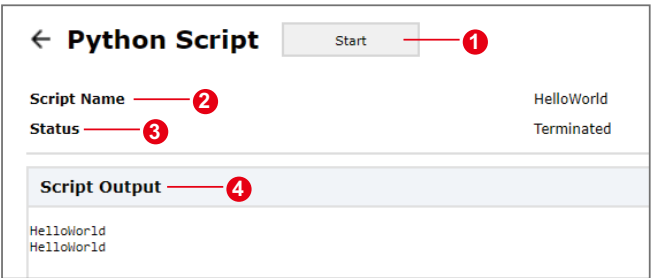 ← Python Script Start 1
Script Name 2 HelloWorld
Status 3 Terminated
Script Output 4
HelloWorld
HelloWorld